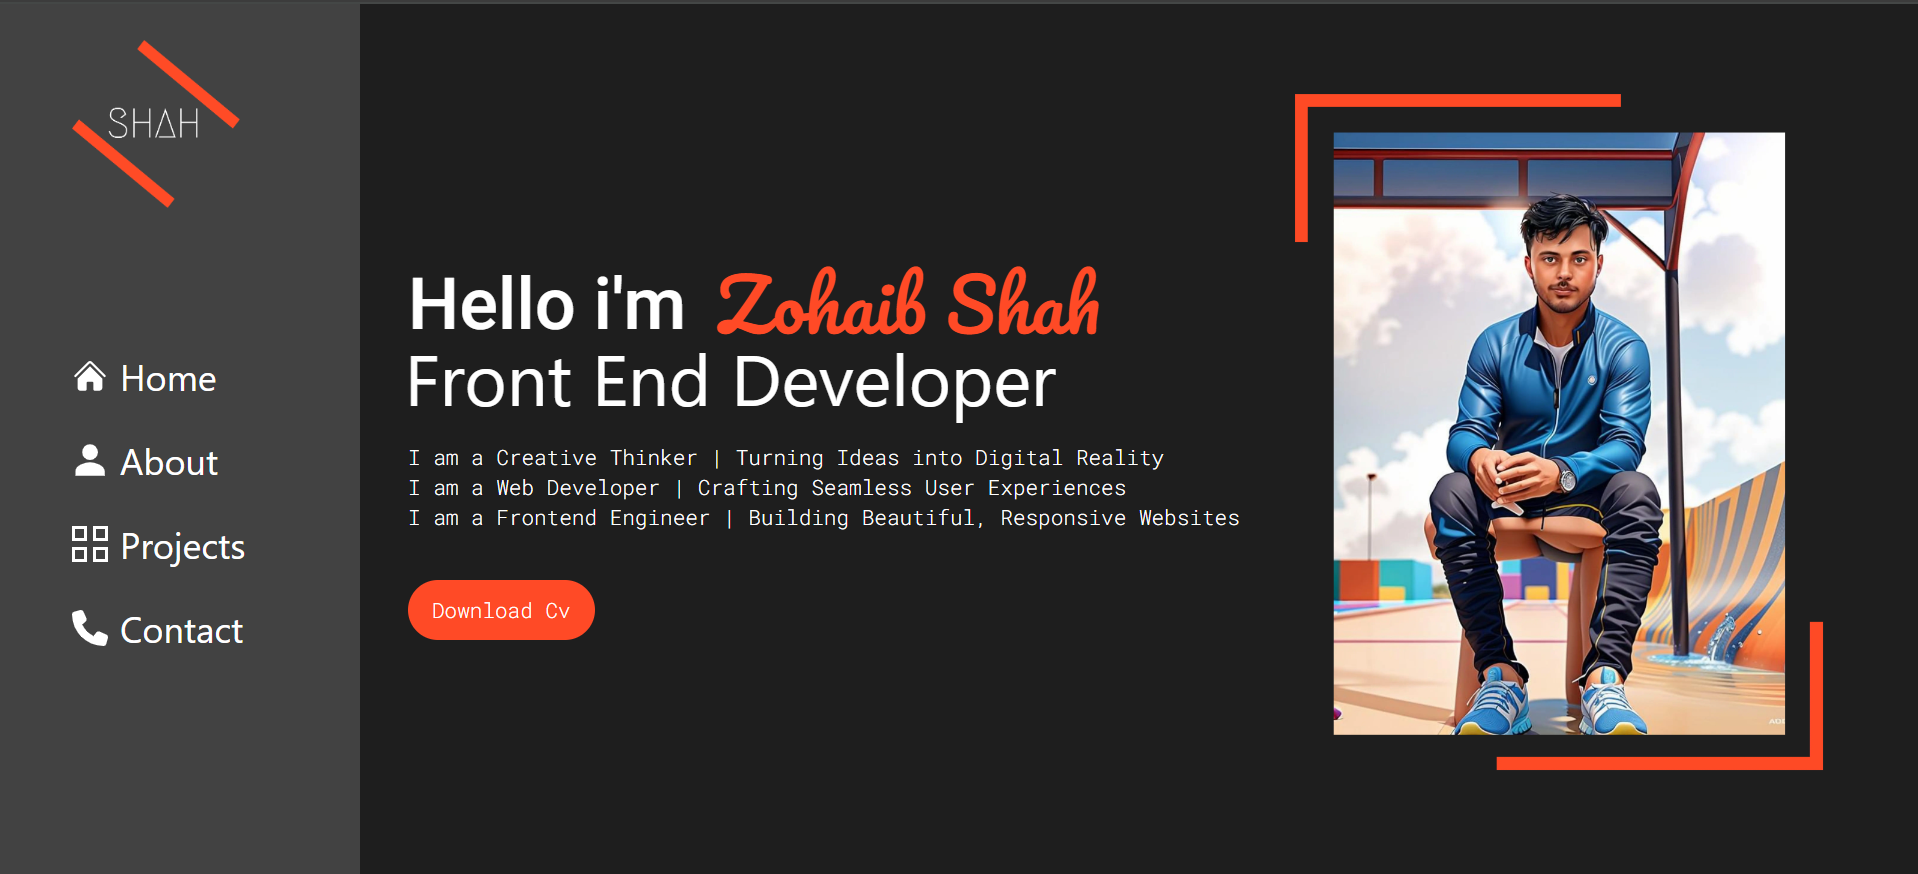 SHAH
Home
About
Projects
Contact
Hello i'm Zohaib Shah
Front End Developer
I am a Creative Thinker | Turning Ideas into Digital Reality
I am a Web Developer | Crafting Seamless User Experiences
I am a Frontend Engineer | Building Beautiful, Responsive Websites
Download Cv